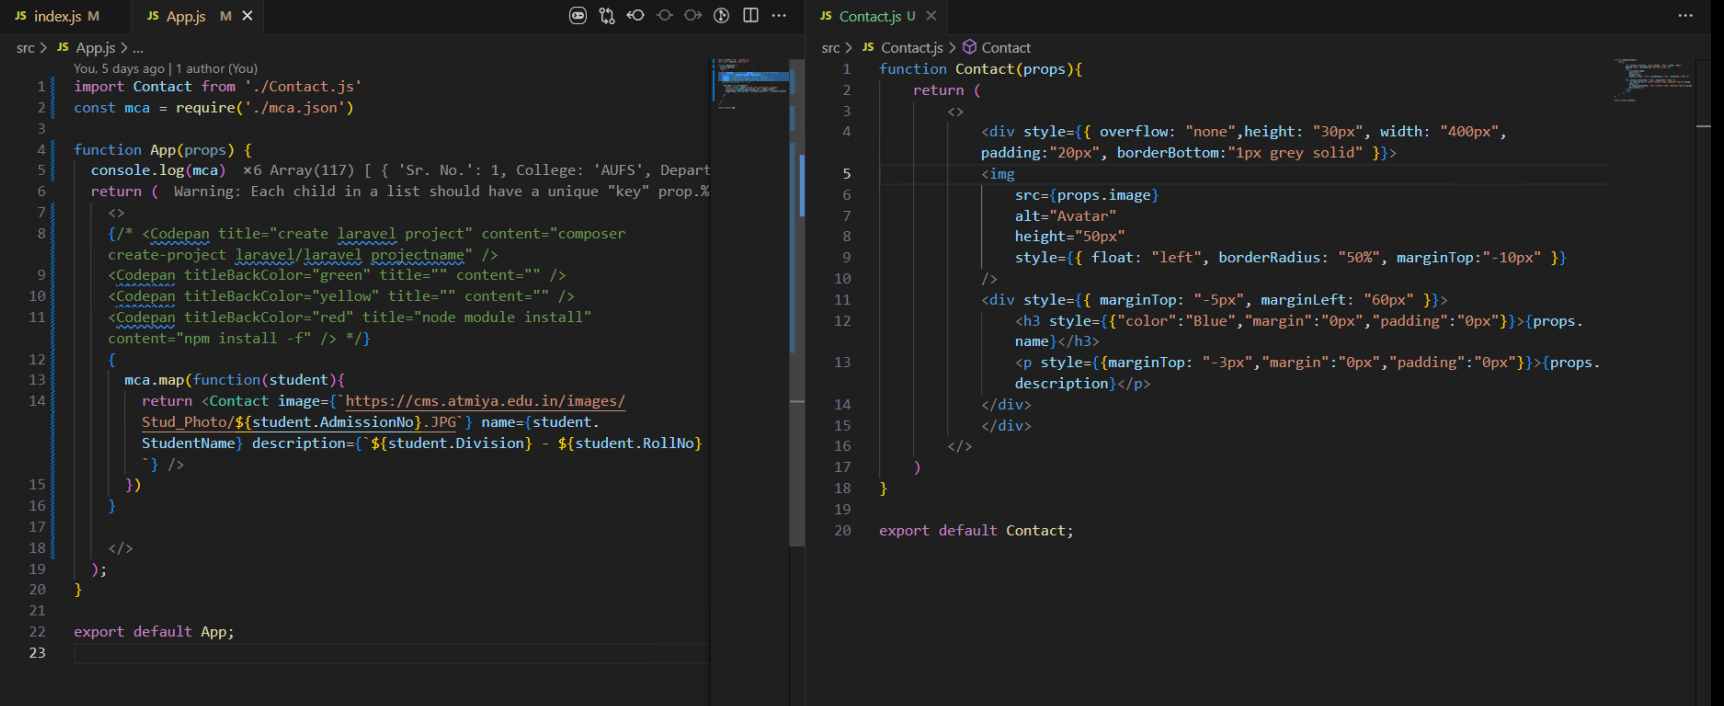 JS index.js M
JS App.js M ×
src > JS App.js > ...
You, 5 days ago | 1 author (You)
1 import Contact from './Contact.js'
2 const mca = require('./mca.json')
3
4 function App(props) {
5 console.log(mca) ×6 Array(117) [ { 'Sr. No.': 1, College: 'AUFS', Depart
6 return ( Warning: Each child in a list should have a unique "key" prop.%
7 <>
8 {/* <Codepan title="create laravel project" content="composer
create-project laravel/laravel projectname" />
9 <Codepan titleBackColor="green" title="" content="" />
10 <Codepan titleBackColor="yellow" title="" content="" />
11 <Codepan titleBackColor="red" title="node module install"
content="npm install -f" /> */}
12 {
13 mca.map(function(student){
14 return <Contact image={`https://cms.atmiya.edu.in/images/
Stud_Photo/${student.AdmissionNo}.JPG`} name={student.
StudentName} description={`${student.Division} - ${student.RollNo}
`} />
15 })
16 }
17
18 </>
19 );
20 }
21
22 export default App;
23
JS Contact.js U ×
src > JS Contact.js > Contact
1 function Contact(props){
2 return (
3 <>
4 <div style={{ overflow: "none",height: "30px", width: "400px",
padding:"20px", borderBottom:"1px grey solid" }}>
5 <img
6 src={props.image}
7 alt="Avatar"
8 height="50px"
9 style={{ float: "left", borderRadius: "50%", marginTop:"-10px" }}
10 />
11 <div style={{ marginTop: "-5px", marginLeft: "60px" }}>
12 <h3 style={{"color":"Blue","margin":"0px","padding":"0px"}}>{props.
name}</h3>
13 <p style={{marginTop: "-3px","margin":"0px","padding":"0px"}}>{props.
description}</p>
14 </div>
15 </div>
16 </>
17 )
18 }
19
20 export default Contact;